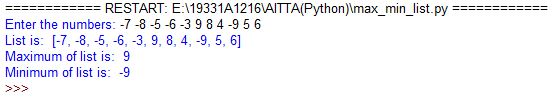 ============ RESTART: E:\19331A1216\AITTA(Python)\max_min_list.py ============
Enter the numbers: -7 -8 -5 -6 -3 9 8 4 -9 5 6
List is:  [-7, -8, -5, -6, -3, 9, 8, 4, -9, 5, 6]
Maximum of list is:  9
Minimum of list is:  -9
>>>